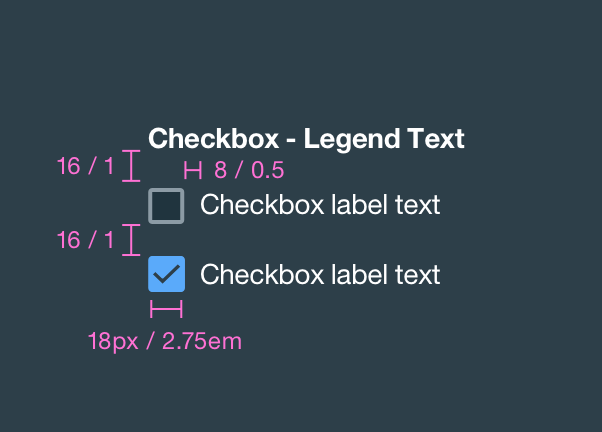 Checkbox - Legend Text
16 / 1
8 / 0.5
Checkbox label text
16 / 1
Checkbox label text
18px / 2.75em